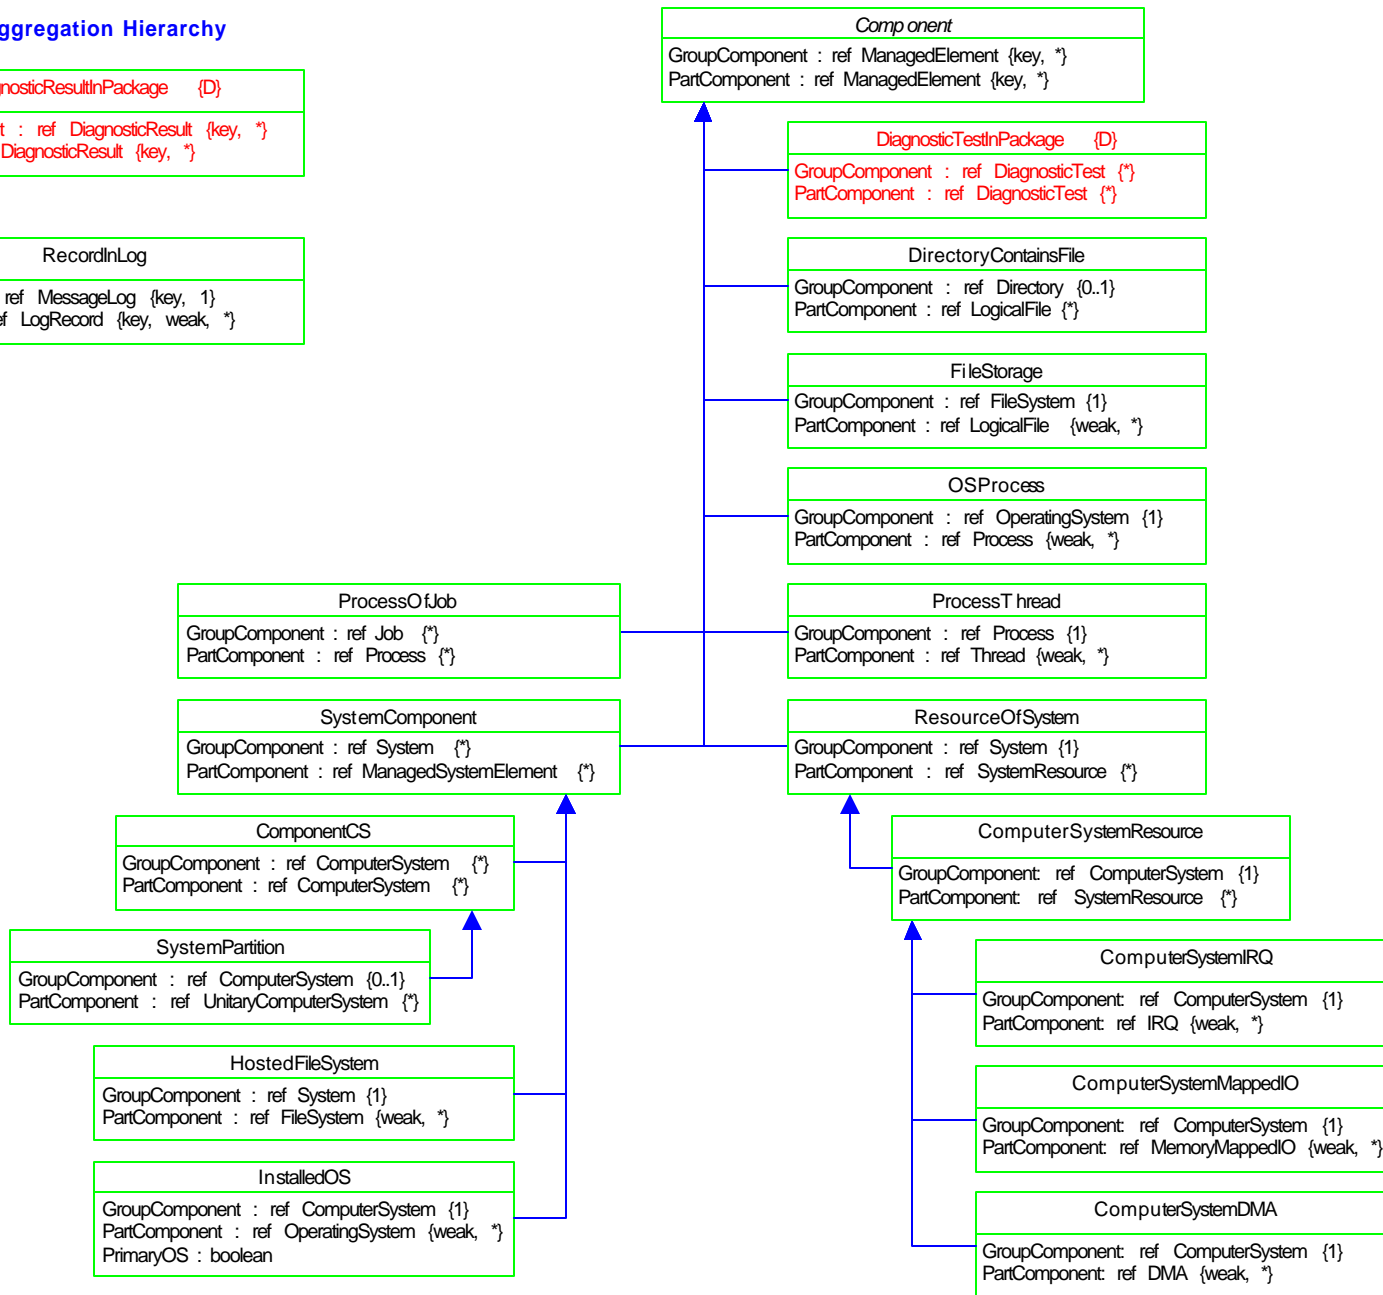 ggregation Hierarchy
Component
GroupComponent : ref ManagedElement {key, *}
PartComponent : ref ManagedElement {key, *}
gnosticResultInPackage {D}
t : ref DiagnosticResult {key, *}
DiagnosticResult {key, *}
DiagnosticTestInPackage {D}
GroupComponent : ref DiagnosticTest {*}
PartComponent : ref DiagnosticTest {*}
RecordInLog
ref MessageLog {key, 1}
ef LogRecord {key, weak, *}
DirectoryContainsFile
GroupComponent : ref Directory {0..1}
PartComponent : ref LogicalFile {*}
FileStorage
GroupComponent : ref FileSystem {1}
PartComponent : ref LogicalFile {weak, *}
OSProcess
GroupComponent : ref OperatingSystem {1}
PartComponent : ref Process {weak, *}
ProcessOfJob
GroupComponent : ref Job {*}
PartComponent : ref Process {*}
ProcessThread
GroupComponent : ref Process {1}
PartComponent : ref Thread {weak, *}
SystemComponent
GroupComponent : ref System {*}
PartComponent : ref ManagedSystemElement {*}
ResourceOfSystem
GroupComponent : ref System {1}
PartComponent : ref SystemResource {*}
ComponentCS
GroupComponent : ref ComputerSystem {*}
PartComponent : ref ComputerSystem {*}
ComputerSystemResource
GroupComponent: ref ComputerSystem {1}
PartComponent: ref SystemResource {*}
SystemPartition
GroupComponent : ref ComputerSystem {0..1}
PartComponent : ref UnitaryComputerSystem {*}
ComputerSystemIRQ
GroupComponent: ref ComputerSystem {1}
PartComponent: ref IRQ {weak, *}
HostedFileSystem
GroupComponent : ref System {1}
PartComponent : ref FileSystem {weak, *}
ComputerSystemMappedIO
GroupComponent: ref ComputerSystem {1}
PartComponent: ref MemoryMappedIO {weak, *}
InstalledOS
GroupComponent : ref ComputerSystem {1}
PartComponent : ref OperatingSystem {weak, *}
PrimaryOS : boolean
ComputerSystemDMA
GroupComponent: ref ComputerSystem {1}
PartComponent: ref DMA {weak, *}